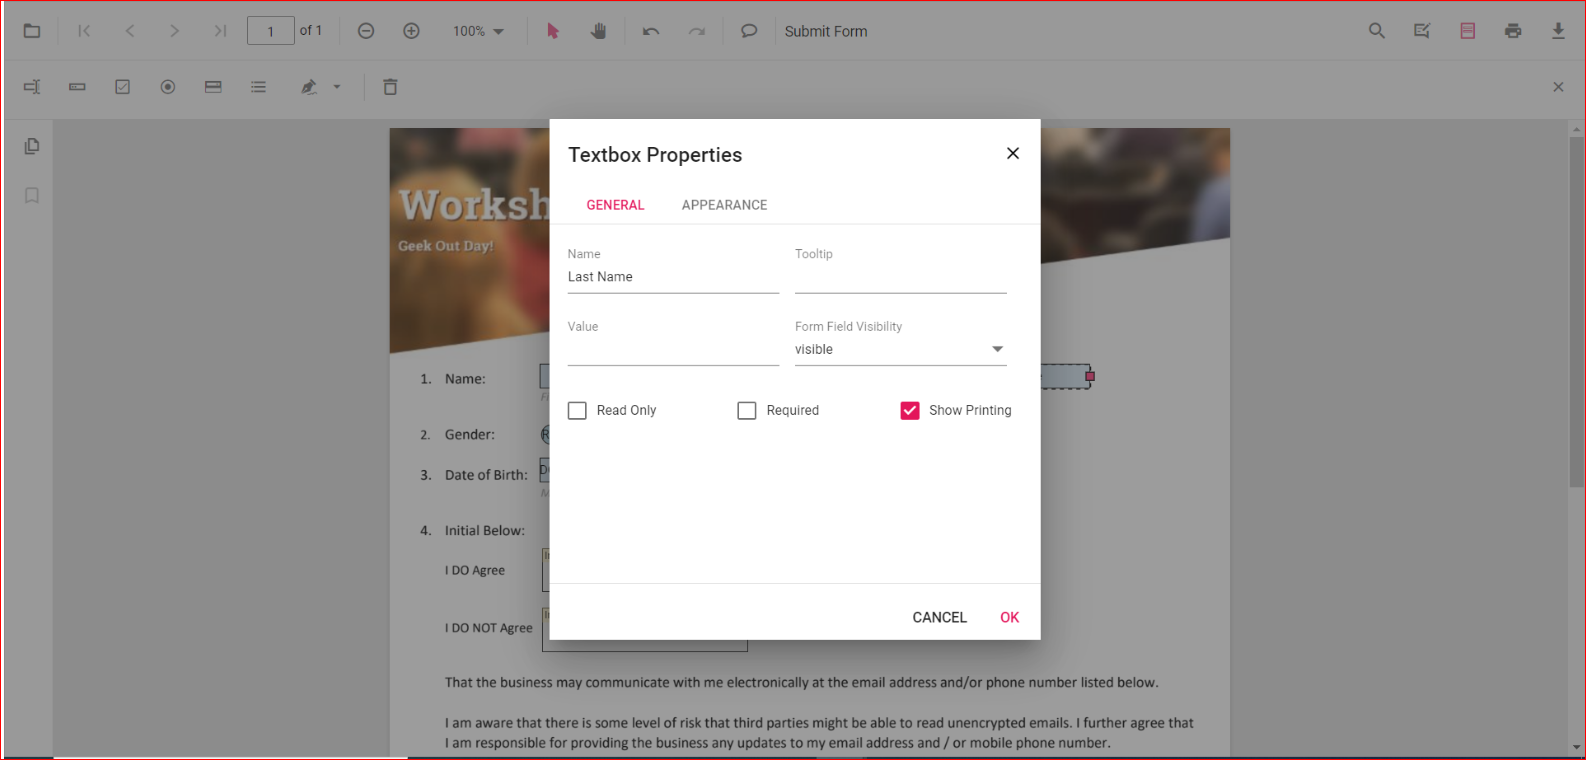 1 of 1 100% Submit Form
Textbox Properties
GENERAL APPEARANCE
Name Tooltip
Last Name
Value Form Field Visibility
visible
Read Only Required Show Printing
CANCEL OK
Geek Out Day!
1. Name:
2. Gender:
3. Date of Birth:
4. Initial Below:
I DO Agree
I DO NOT Agree
That the business may communicate with me electronically at the email address and/or phone number listed below.
I am aware that there is some level of risk that third parties might be able to read unencrypted emails. I further agree that
I am responsible for providing the business any updates to my email address and / or mobile phone number.